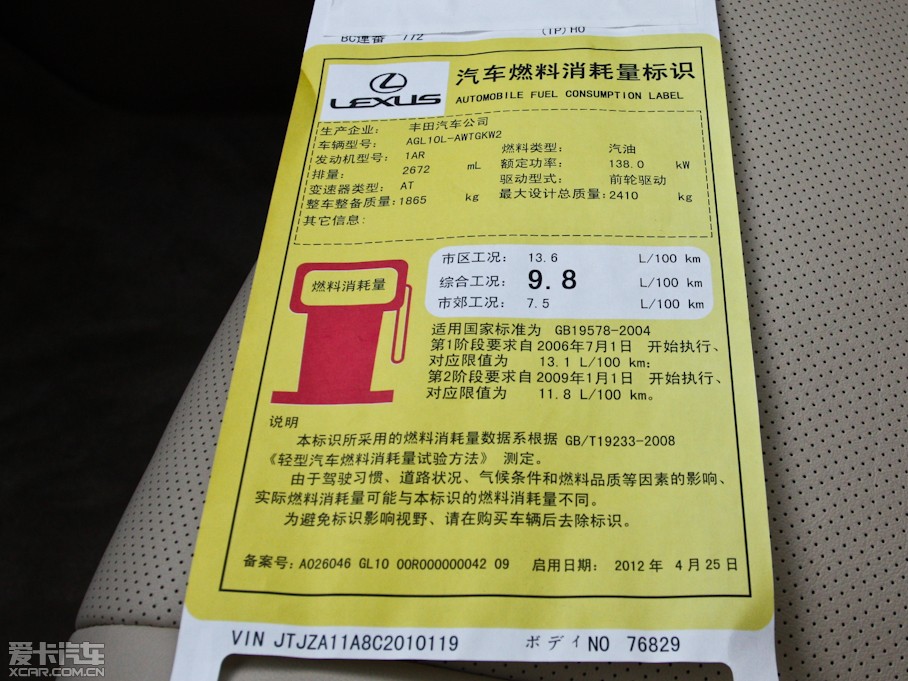 BC連番 772 (TP) HO
LEXUS
汽车燃料消耗量标识
AUTOMOBILE FUEL CONSUMPTION LABEL
生产企业: 丰田汽车公司
车辆型号: AGL10L-AWTGKW2
发动机型号: 1AR 燃料类型: 汽油
排量: 2672 mL 额定功率: 138.0 kW
变速器类型: AT 驱动型式: 前轮驱动
整车整备质量:1865 kg 最大设计总质量:2410 kg
其它信息:
燃料消耗量
市区工况: 13.6 L/100 km
综合工况: 9.8 L/100 km
市郊工况: 7.5 L/100 km
适用国家标准为 GB19578-2004
第1阶段要求自2006年7月1日 开始执行、
对应限值为 13.1 L/100 km;
第2阶段要求自2009年1月1日 开始执行、
对应限值为 11.8 L/100 km。
说明
本标识所采用的燃料消耗量数据系根据 GB/T19233-2008
《轻型汽车燃料消耗量试验方法》 测定。
由于驾驶习惯、道路状况、气候条件和燃料品质等因素的影响、
实际燃料消耗量可能与本标识的燃料消耗量不同。
为避免标识影响视野、请在购买车辆后去除标识。
备案号: A026046 GL10 00R000000042 09 启用日期: 2012 年 4 月 25 日
VIN JTJZA11A8C2010119 ボディNO 76829
爱卡汽车
XCAR.COM.CN